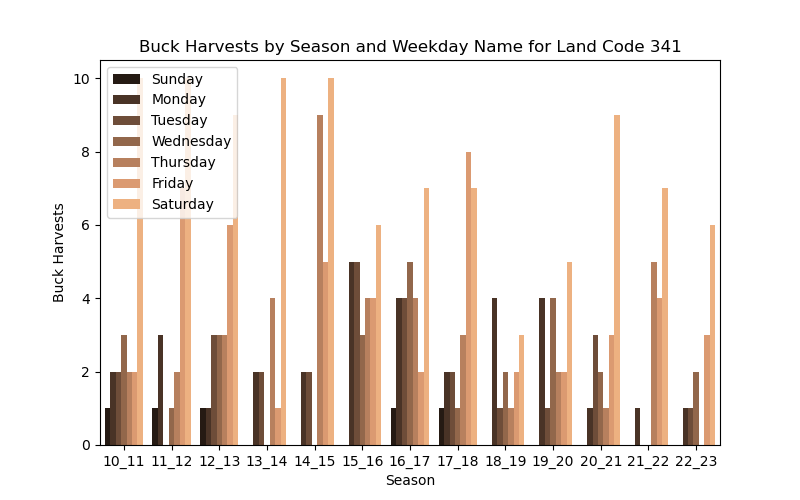 Buck Harvests by Season and Weekday Name for Land Code 341
10
8
6
4
2
0
Buck Harvests
Sunday
Monday
Tuesday
Wednesday
Thursday
Friday
Saturday
10_11 11_12 12_13 13_14 14_15 15_16 16_17 17_18 18_19 19_20 20_21 21_22 22_23
Season